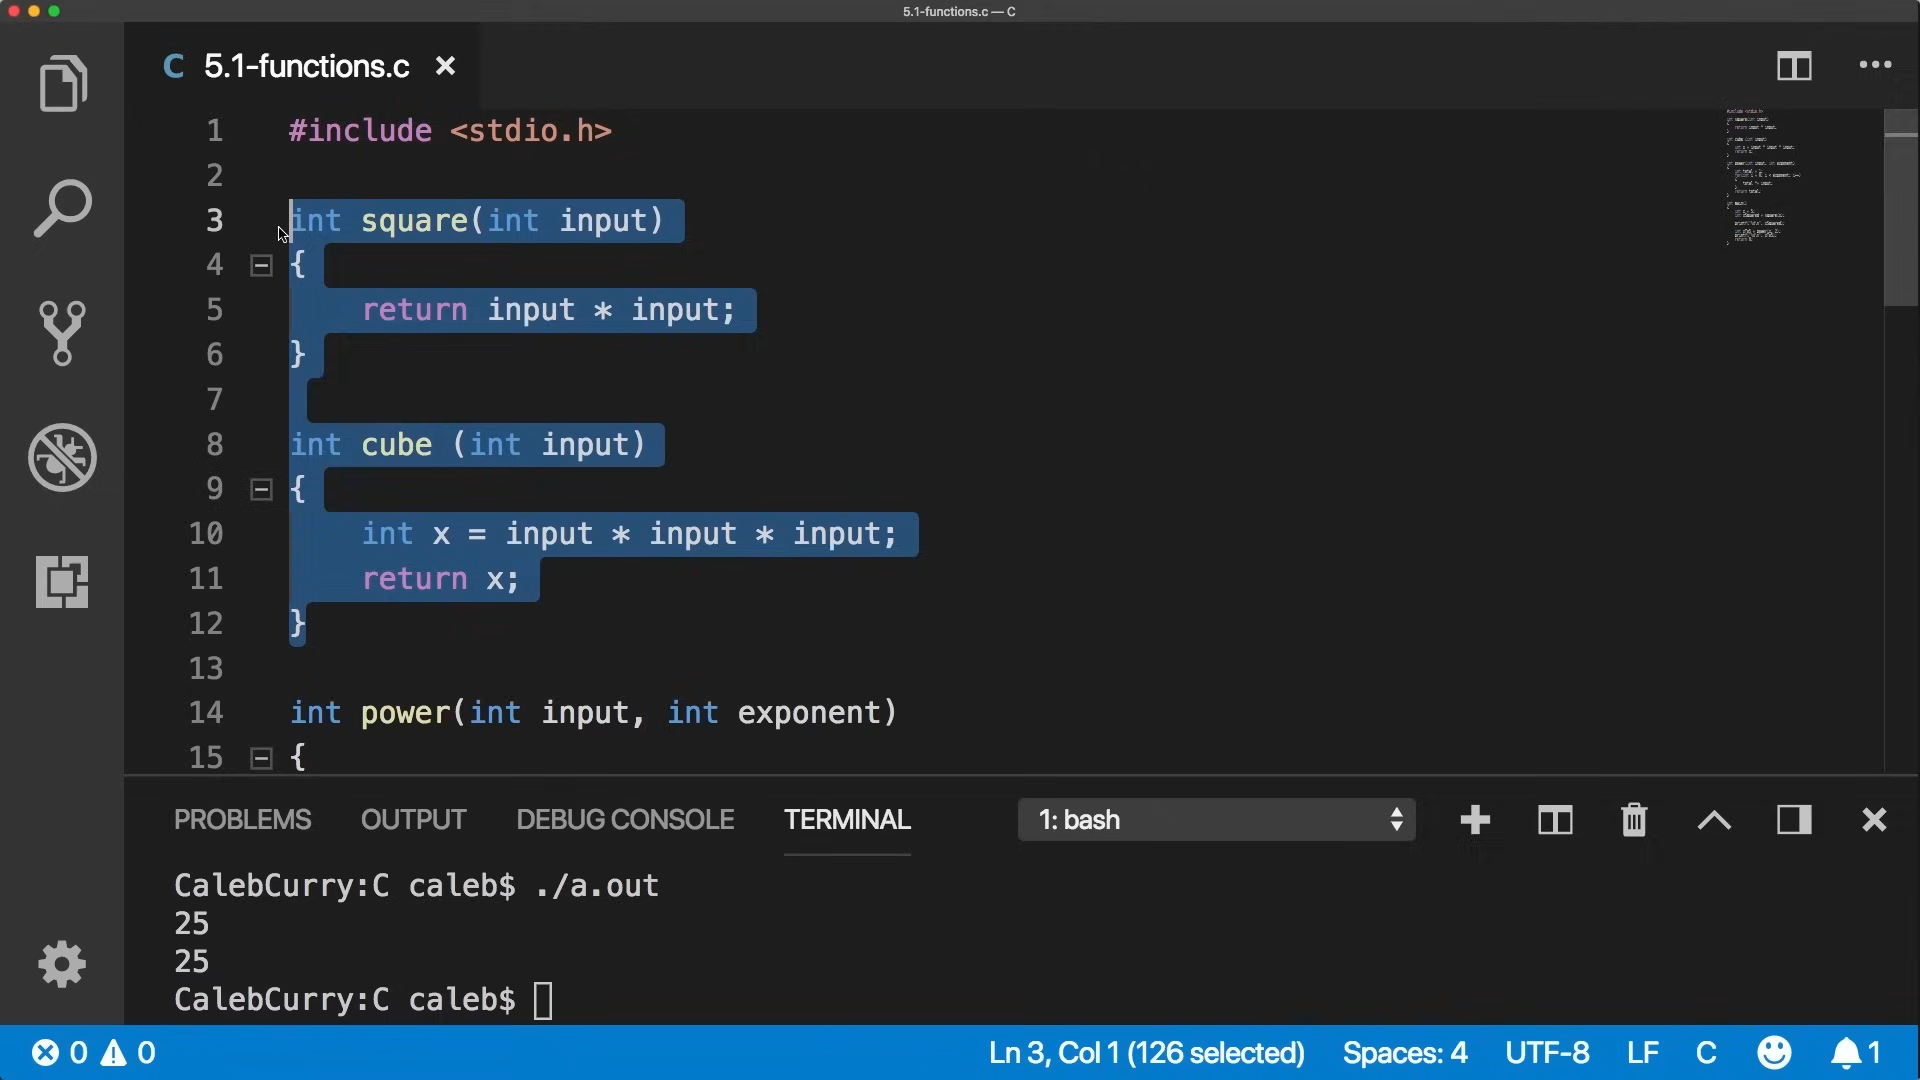 5.1-functions.c — C
C 5.1-functions.c
1 #include <stdio.h>
2
3 int square(int input)
4 {
5 return input * input;
6 }
7
8 int cube (int input)
9 {
10 int x = input * input * input;
11 return x;
12 }
13
14 int power(int input, int exponent)
15 {
PROBLEMS OUTPUT DEBUG CONSOLE TERMINAL 1: bash
CalebCurry:C caleb$ ./a.out
25
25
CalebCurry:C caleb$
0 0 Ln 3, Col 1 (126 selected) Spaces: 4 UTF-8 LF C 1